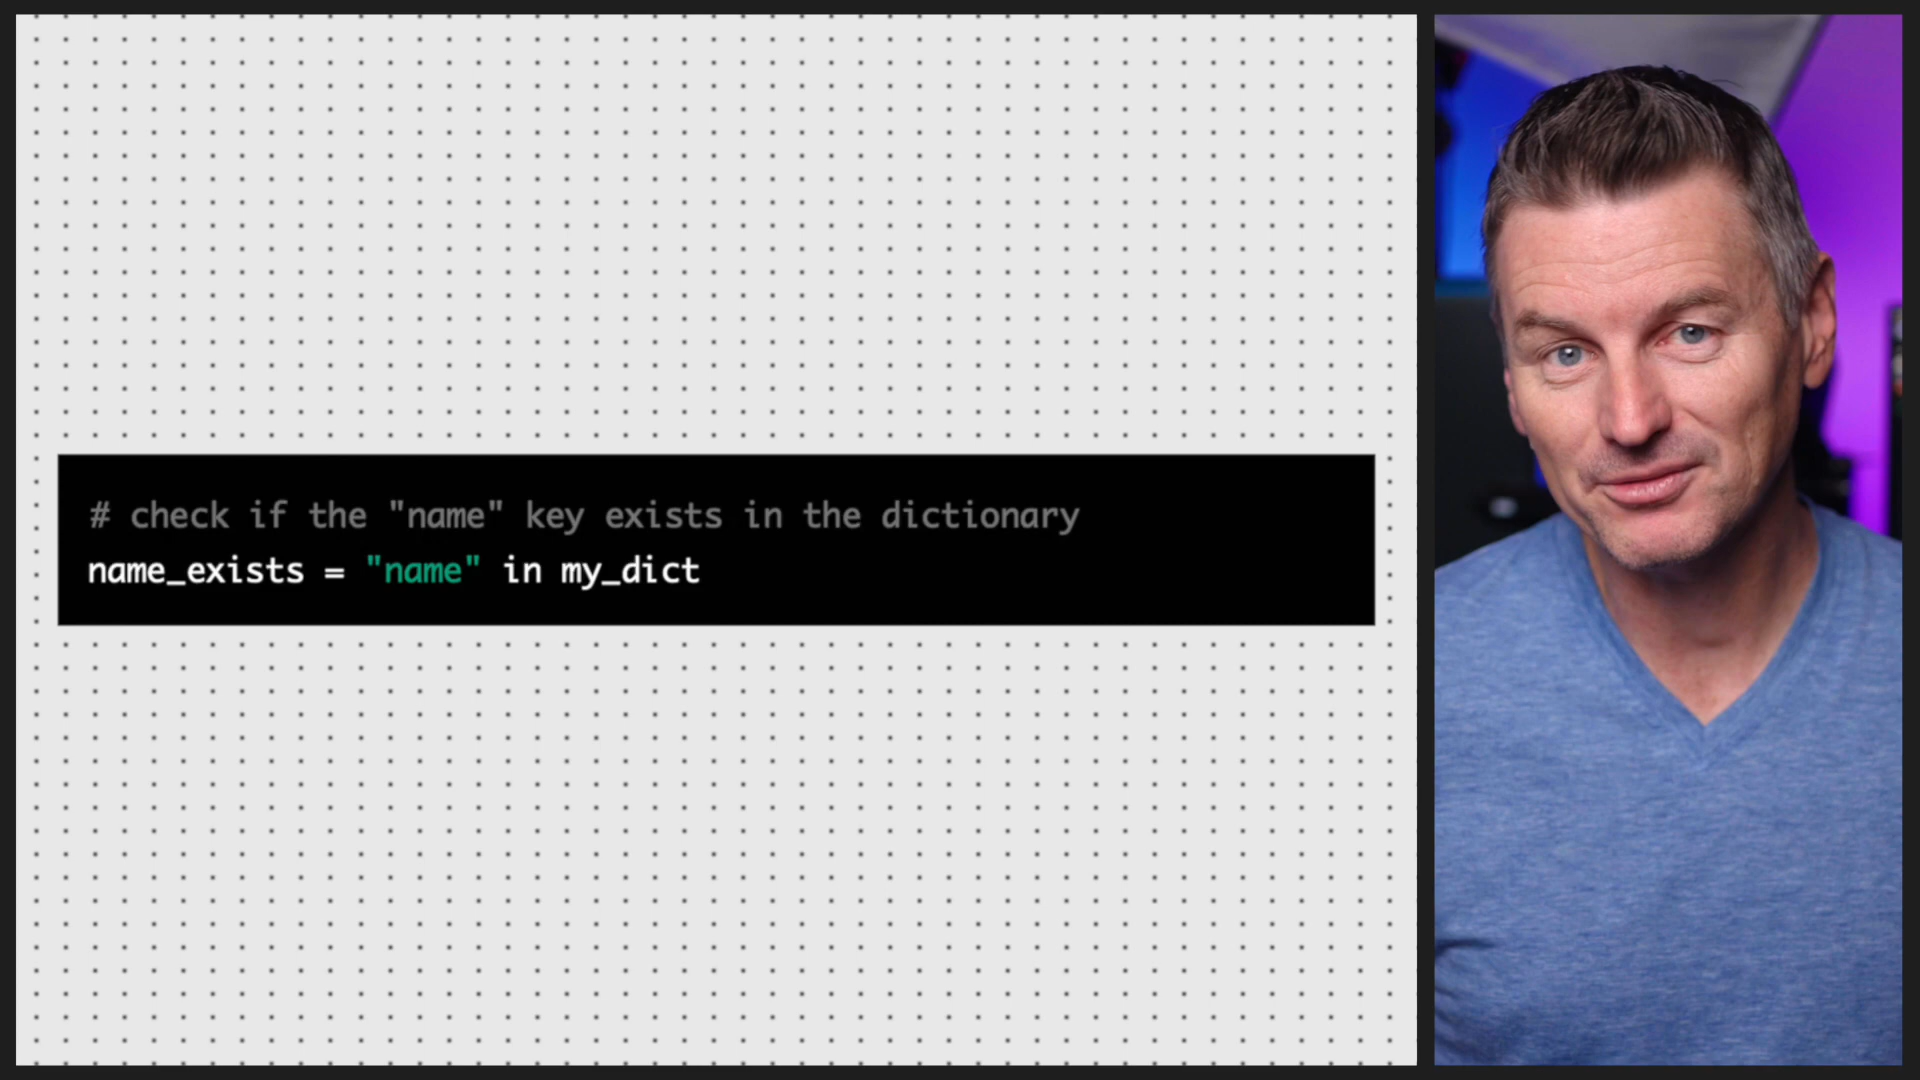 # check if the "name" key exists in the dictionary
name_exists = "name" in my_dict